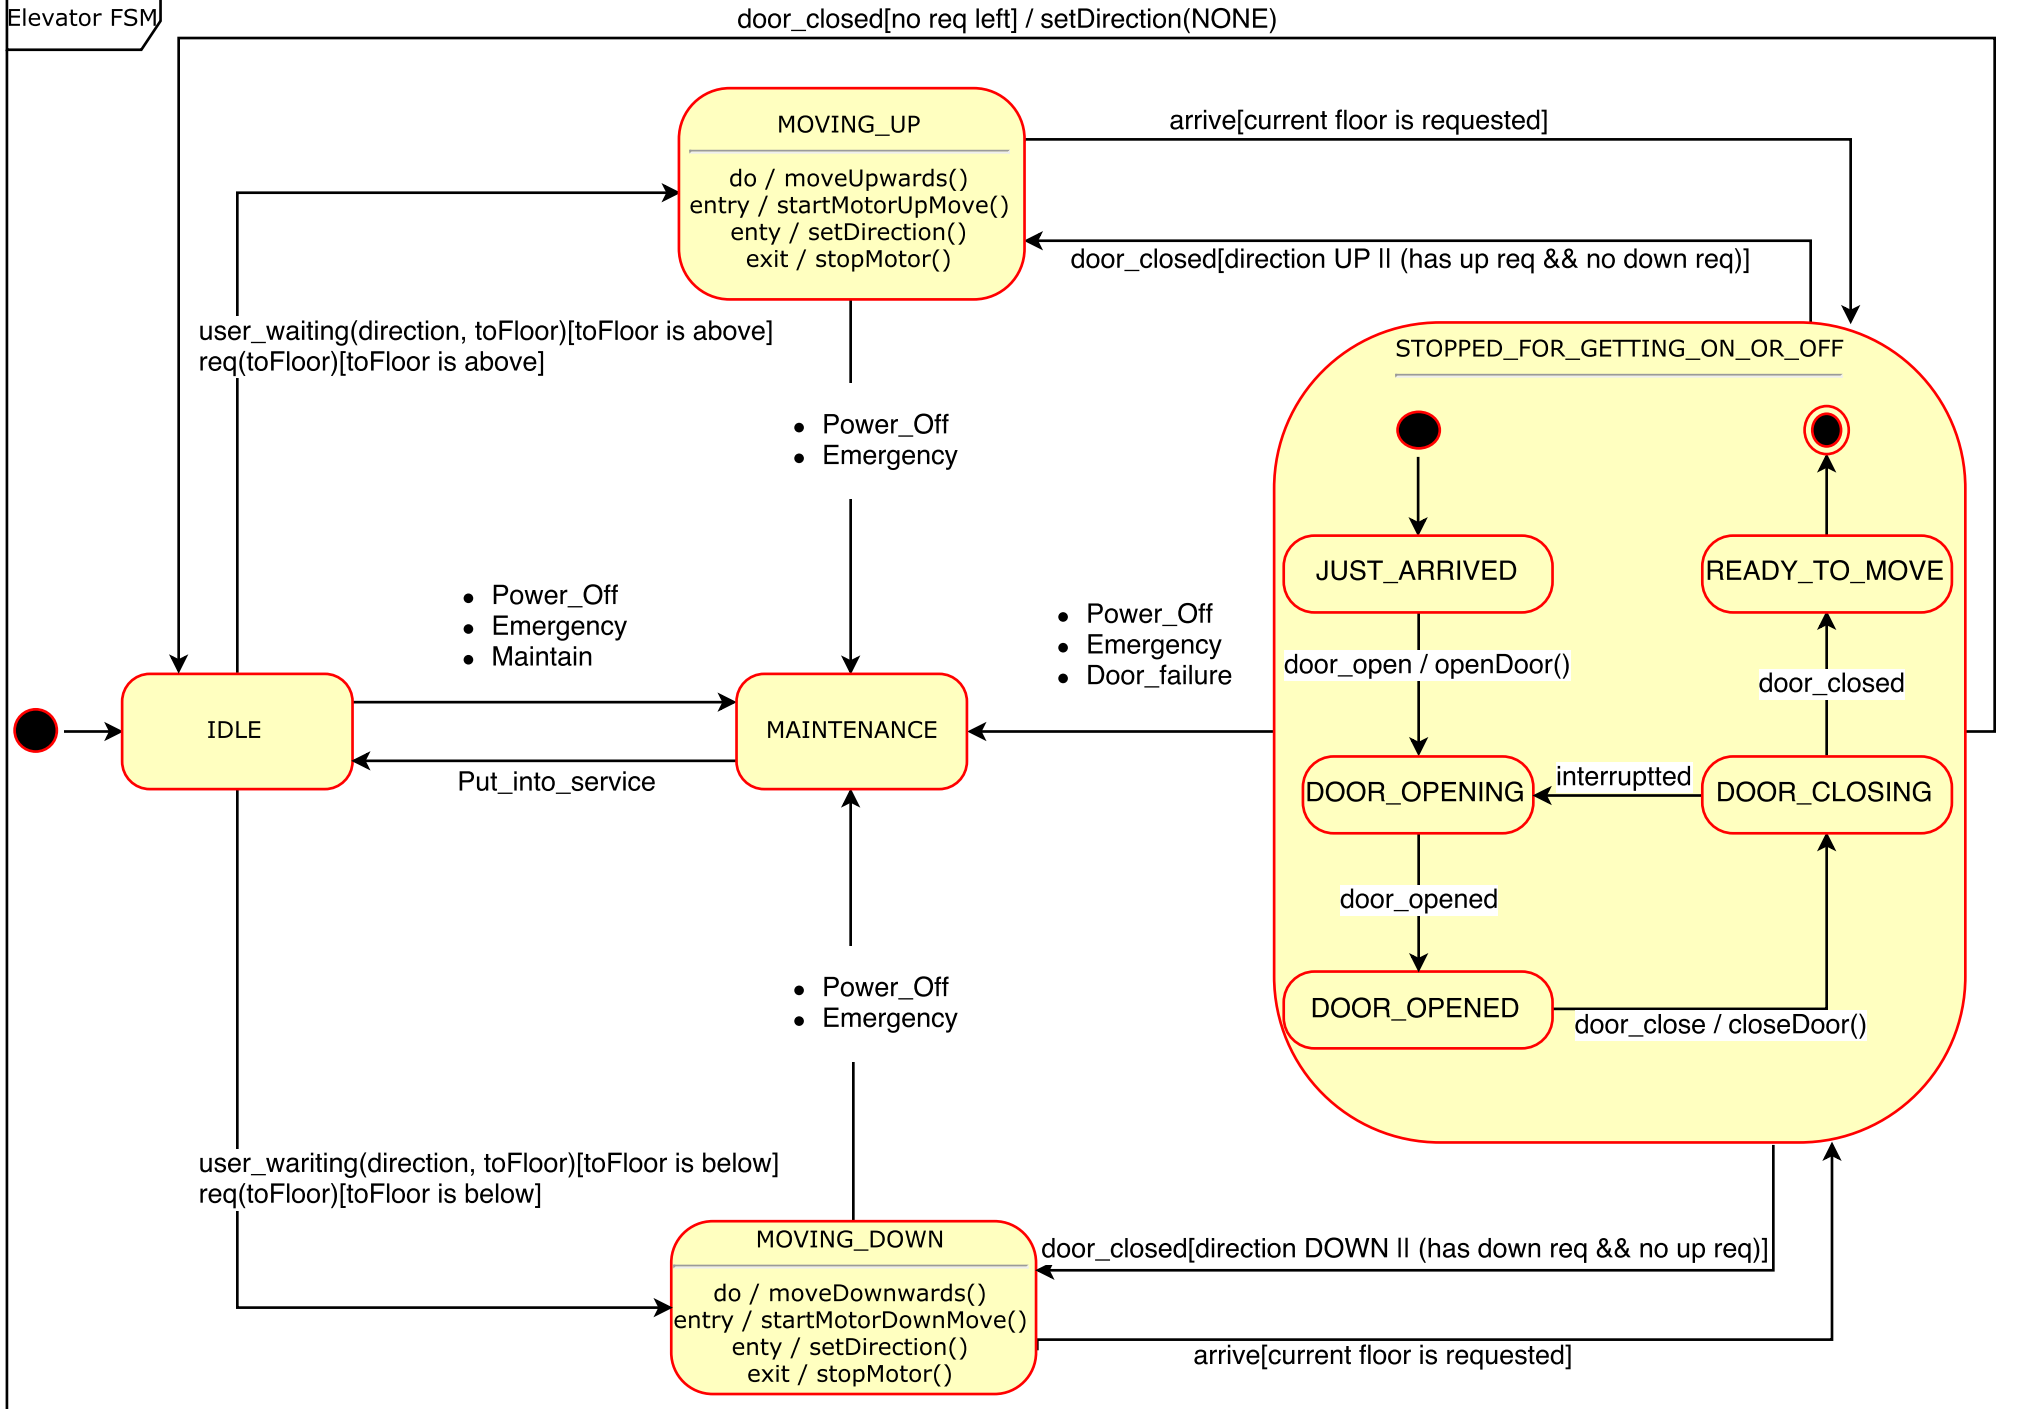 Elevator FSM
door_closed[no req left] / setDirection(NONE)
MOVING_UP
do / moveUpwards()
entry / startMotorUpMove()
enty / setDirection()
exit / stopMotor()
arrive[current floor is requested]
door_closed[direction UP || (has up req && no down req)]
user_waiting(direction, toFloor)[toFloor is above]
req(toFloor)[toFloor is above]
• Power_Off
• Emergency
STOPPED_FOR_GETTING_ON_OR_OFF
JUST_ARRIVED
READY_TO_MOVE
• Power_Off
• Emergency
• Maintain
• Power_Off
• Emergency
• Door_failure
door_open / openDoor()
door_closed
IDLE
MAINTENANCE
Put_into_service
DOOR_OPENING
interruptted
DOOR_CLOSING
door_opened
DOOR_OPENED
door_close / closeDoor()
• Power_Off
• Emergency
user_wariting(direction, toFloor)[toFloor is below]
req(toFloor)[toFloor is below]
MOVING_DOWN
do / moveDownwards()
entry / startMotorDownMove()
enty / setDirection()
exit / stopMotor()
door_closed[direction DOWN || (has down req && no up req)]
arrive[current floor is requested]